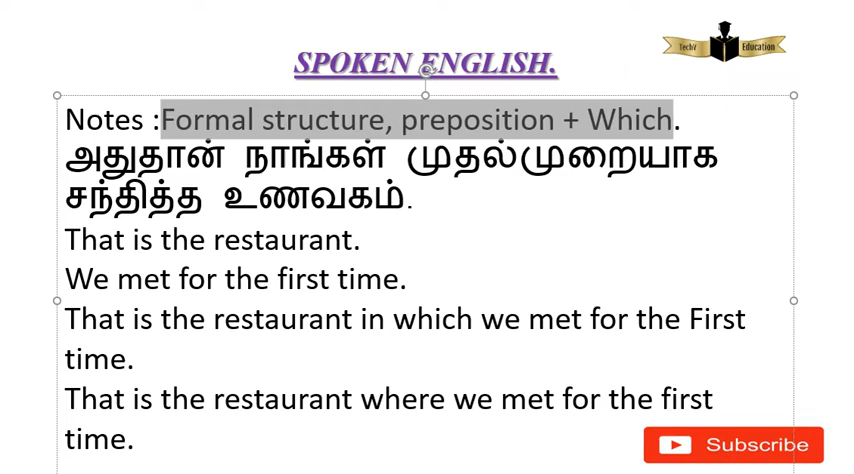 SPOKEN ENGLISH.
TechY Education
Notes :Formal structure, preposition + Which.
அதுதான் நாங்கள் முதல்முறையாக
சந்தித்த உணவகம்.
That is the restaurant.
We met for the first time.
That is the restaurant in which we met for the First
time.
That is the restaurant where we met for the first
time.
Subscribe